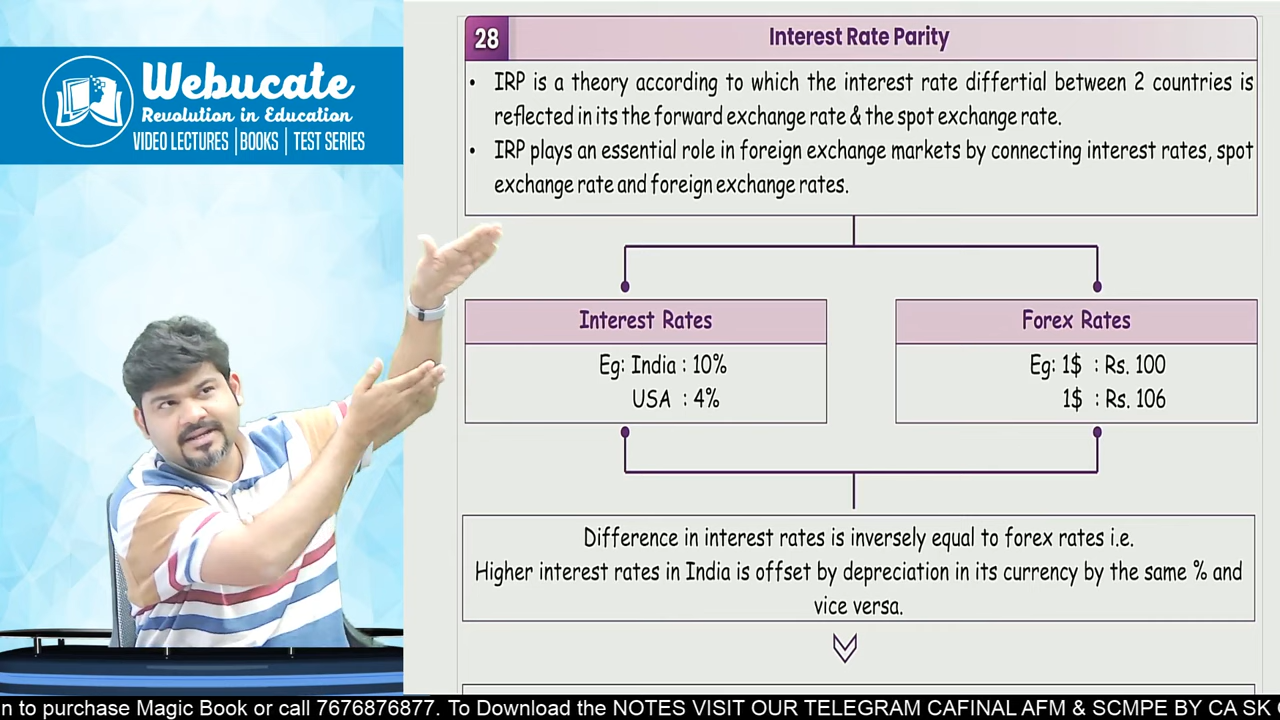 Webucate
Revolution in Education
VIDEO LECTURES | BOOKS | TEST SERIES
28
Interest Rate Parity
• IRP is a theory according to which the interest rate differtial between 2 countries is
reflected in its the forward exchange rate & the spot exchange rate.
• IRP plays an essential role in foreign exchange markets by connecting interest rates, spot
exchange rate and foreign exchange rates.
Interest Rates
Eg: India : 10%
USA : 4%
Forex Rates
Eg: 1$ : Rs. 100
1$ : Rs. 106
Difference in interest rates is inversely equal to forex rates i.e.
Higher interest rates in India is offset by depreciation in its currency by the same % and
vice versa.
n to purchase Magic Book or call 7676876877. To Download the NOTES VISIT OUR TELEGRAM CAFINAL AFM & SCMPE BY CA SK